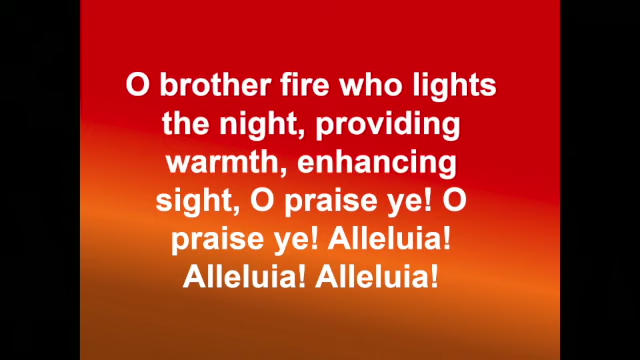 O brother fire who lights
the night, providing
warmth, enhancing
sight, O praise ye! O
praise ye! Alleluia!
Alleluia! Alleluia!